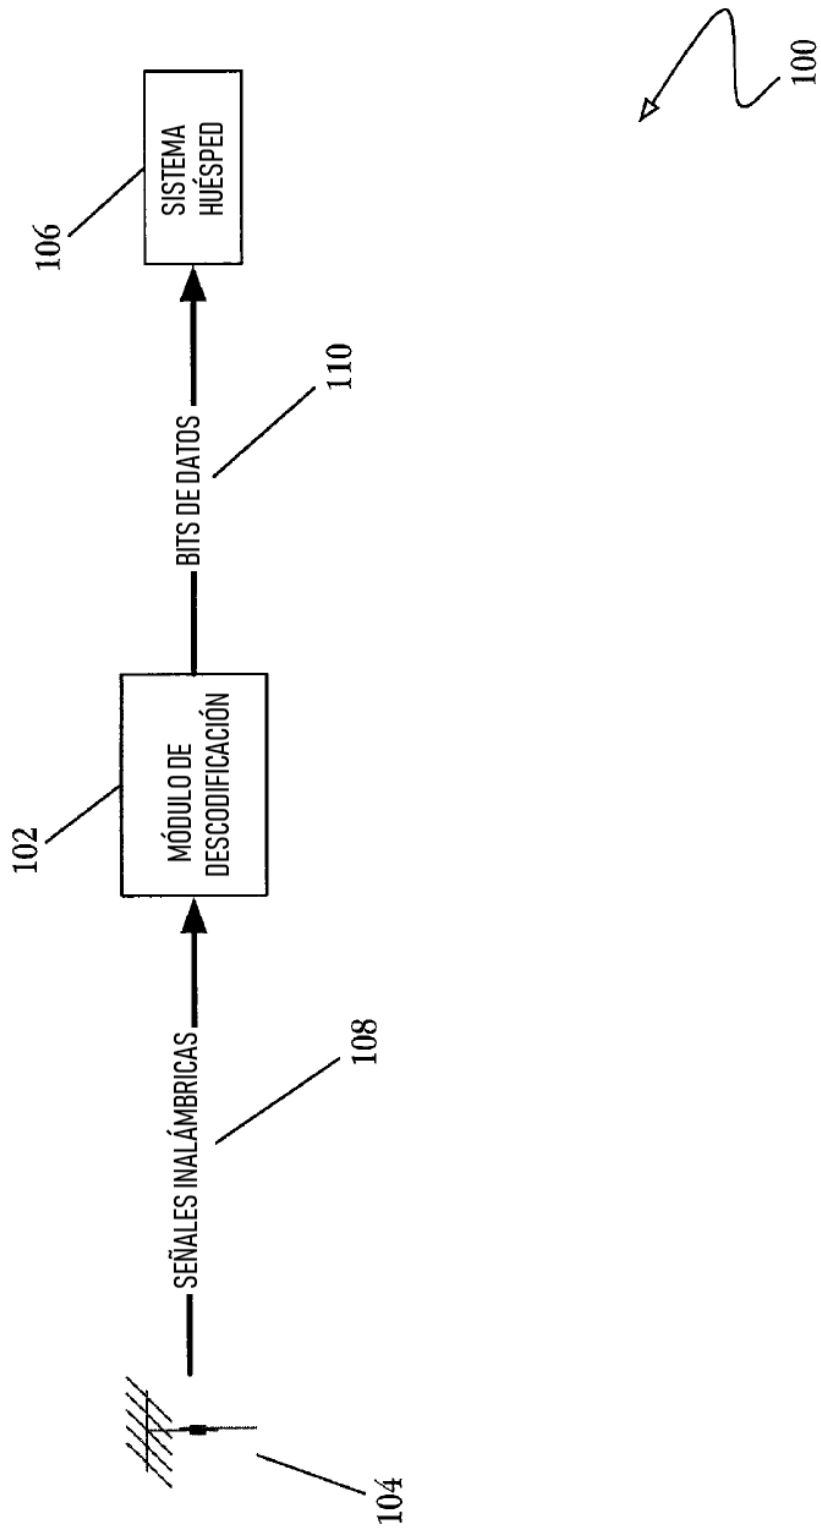 106
SISTEMA
HUÉSPED
100
BITS DE DATOS
110
102
MÓDULO DE
DESCODIFICACIÓN
SEÑALES INALÁMBRICAS
108
104